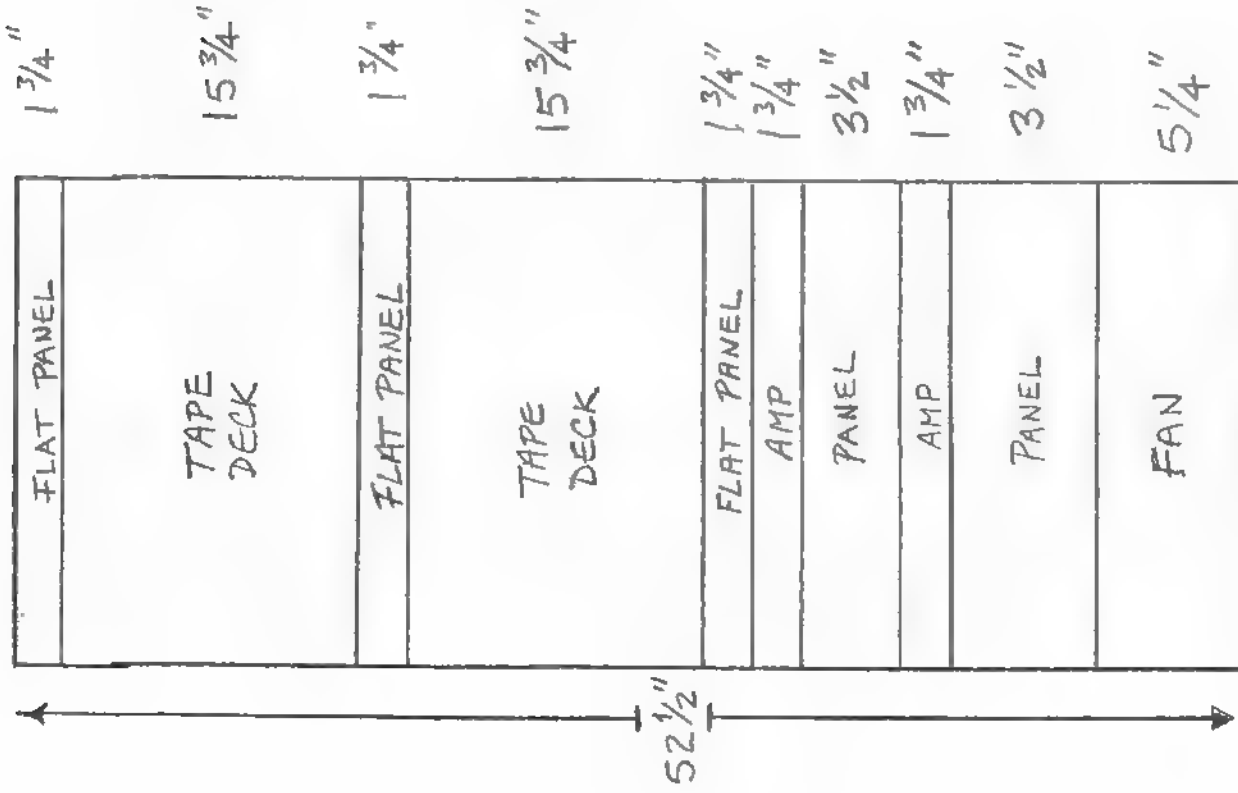 1 3/4"
FLAT PANEL
15 3/4"
TAPE
DECK
1 3/4"
FLAT PANEL
15 3/4"
TAPE
DECK
1 3/4"
FLAT PANEL
1 3/4"
AMP
3 1/2"
PANEL
1 3/4"
AMP
3 1/2"
PANEL
5 1/4"
FAN
52 1/2"